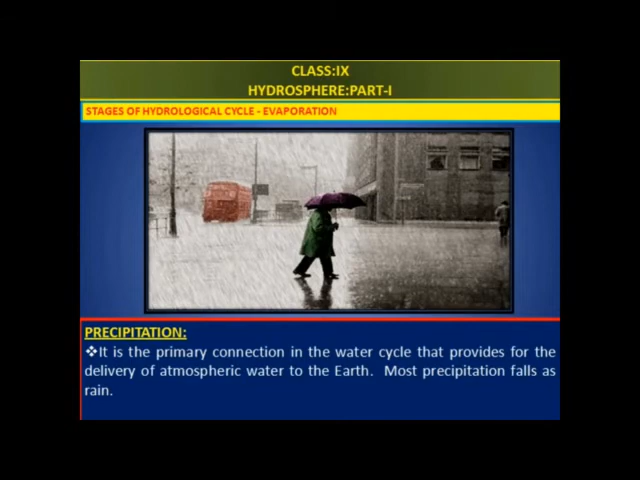 CLASS:IX
HYDROSPHERE:PART-I
STAGES OF HYDROLOGICAL CYCLE - EVAPORATION
PRECIPITATION:
❖It is the primary connection in the water cycle that provides for the
delivery of atmospheric water to the Earth. Most precipitation falls as
rain.